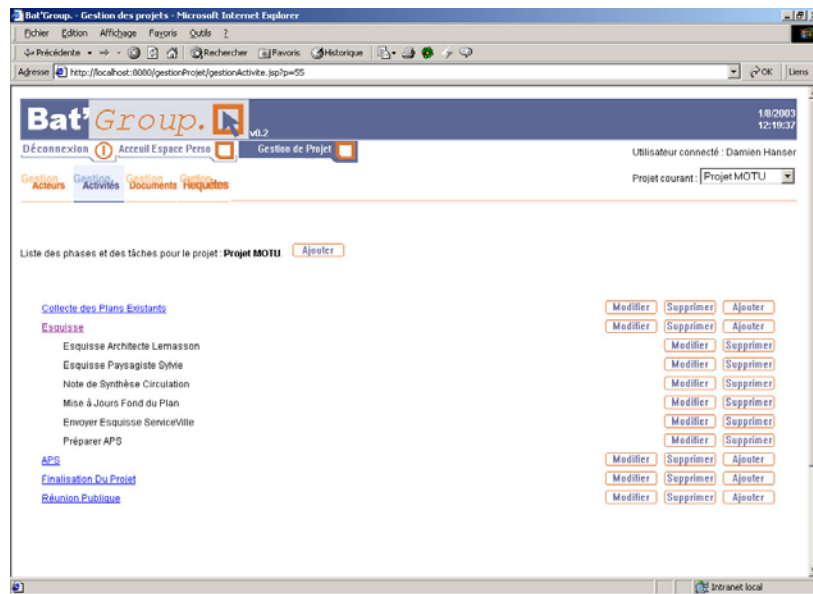 Bat'Group. - Gestion des projets - Microsoft Internet Explorer
Fichier Edition Affichage Favoris Outils ?
Précédente Rechercher Favoris Historique
Adresse http://localhost:8080/gestionProjet/gestionActivite.jsp?p=55 OK Liens
Bat'Group. v0.2
1/8/2003
12:19:37
Déconnexion Acceuil Espace Perso Gestion de Projet
Utilisateur connecté : Damien Hanser
Gestion Gestion Gestion Gestion
Acteurs Activités Documents Requêtes
Projet courant : Projet MOTU
Liste des phases et des tâches pour le projet : Projet MOTU. Ajouter
Collecte des Plans Existants Modifier Supprimer Ajouter
Esquisse Modifier Supprimer Ajouter
Esquisse Architecte Lemasson Modifier Supprimer
Esquisse Paysagiste Sylvie Modifier Supprimer
Note de Synthèse Circulation Modifier Supprimer
Mise à Jours Fond du Plan Modifier Supprimer
Envoyer Esquisse ServiceVille Modifier Supprimer
Préparer APS Modifier Supprimer
APS Modifier Supprimer Ajouter
Finalisation Du Projet Modifier Supprimer Ajouter
Réunion Publique Modifier Supprimer Ajouter
Intranet local